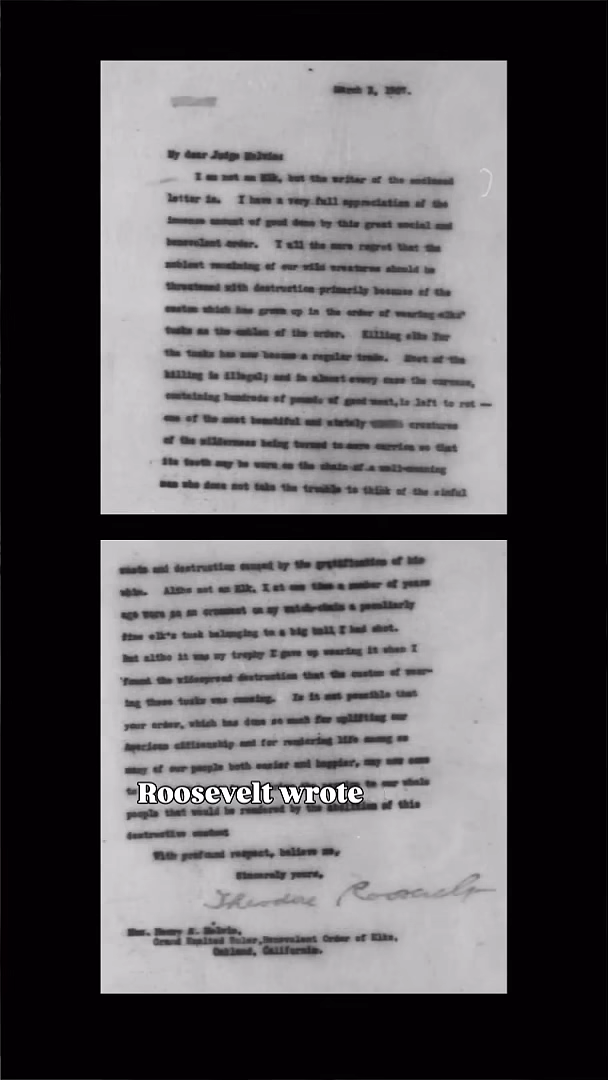 March 2, 1907.
My dear Judge Melvin:
I am not an Elk, but the writer of the enclosed
letter is. I have a very full appreciation of the
immense amount of good done by this great social and
benevolent order. I all the more regret that the
noblest remaining of our wild creatures should be
threatened with destruction primarily because of the
custom which has grown up in the order of wearing elks'
tusks as the emblem of the order. Killing elks for
the tusks has now become a regular trade. Most of the
killing is illegal; and in almost every case the carcase,
containing hundreds of pounds of good meat, is left to rot —
one of the most beautiful and stately creatures
of the wilderness being turned to mere carrion so that
its teeth may be worn on the chain of a well-meaning
man who does not take the trouble to think of the sinful
waste and destruction caused by the gratification of his
whim. Altho not an Elk, I at one time a number of years
ago wore as an ornament on my watch-chain a peculiarly
fine elk's tusk belonging to a big bull I had shot.
But altho it was my trophy I gave up wearing it when I
found the widespread destruction that the custom of wear-
ing these tusks was causing. Is it not possible that
your order, which has done so much for uplifting our
American citizenship and for rendering life among so
many of our people both easier and happier, may now come
to our whole
Roosevelt wrote
people that would be rendered by the abolition of this
destructive custom?
With profound respect, believe me,
Sincerely yours,
Theodore Roosevelt
Hon. Henry A. Melvin,
Grand Exalted Ruler, Benevolent Order of Elks,
Oakland, California.